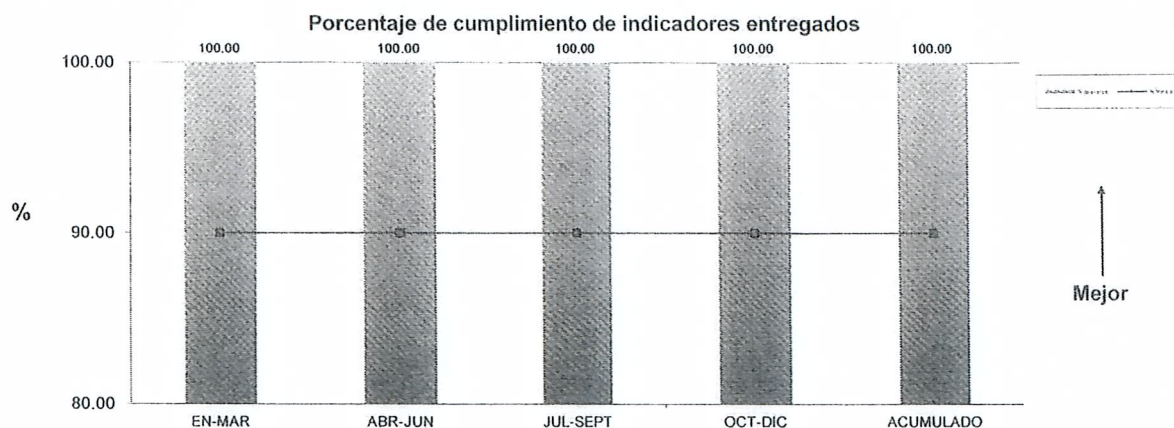 Porcentaje de cumplimiento de indicadores entregados
100.00 100.00 100.00 100.00 100.00
100.00
%
90.00
Mejor
80.00
EN-MAR ABR-JUN JUL-SEPT OCT-DIC ACUMULADO